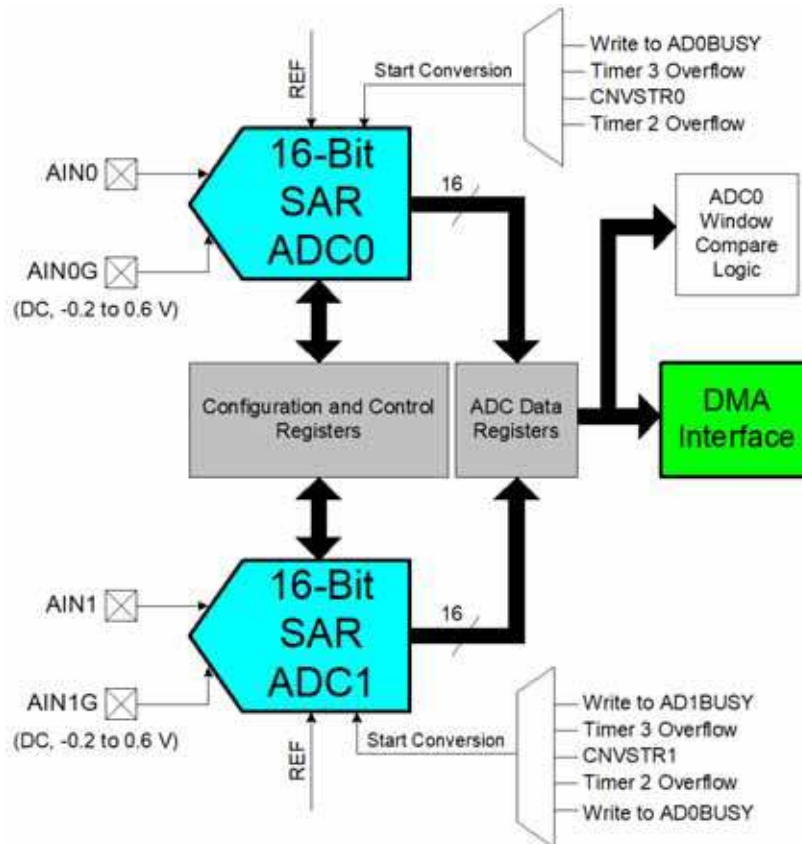 Write to AD0BUSY
Timer 3 Overflow
CNVSTR0
Timer 2 Overflow
Start Conversion
REF
16-Bit
SAR
ADC0
AIN0
AIN0G
(DC, -0.2 to 0.6 V)
16
ADC0
Window
Compare
Logic
Configuration and Control
Registers
ADC Data
Registers
DMA
Interface
16-Bit
SAR
ADC1
AIN1
AIN1G
(DC, -0.2 to 0.6 V)
16
REF
Start Conversion
Write to AD1BUSY
Timer 3 Overflow
CNVSTR1
Timer 2 Overflow
Write to AD0BUSY